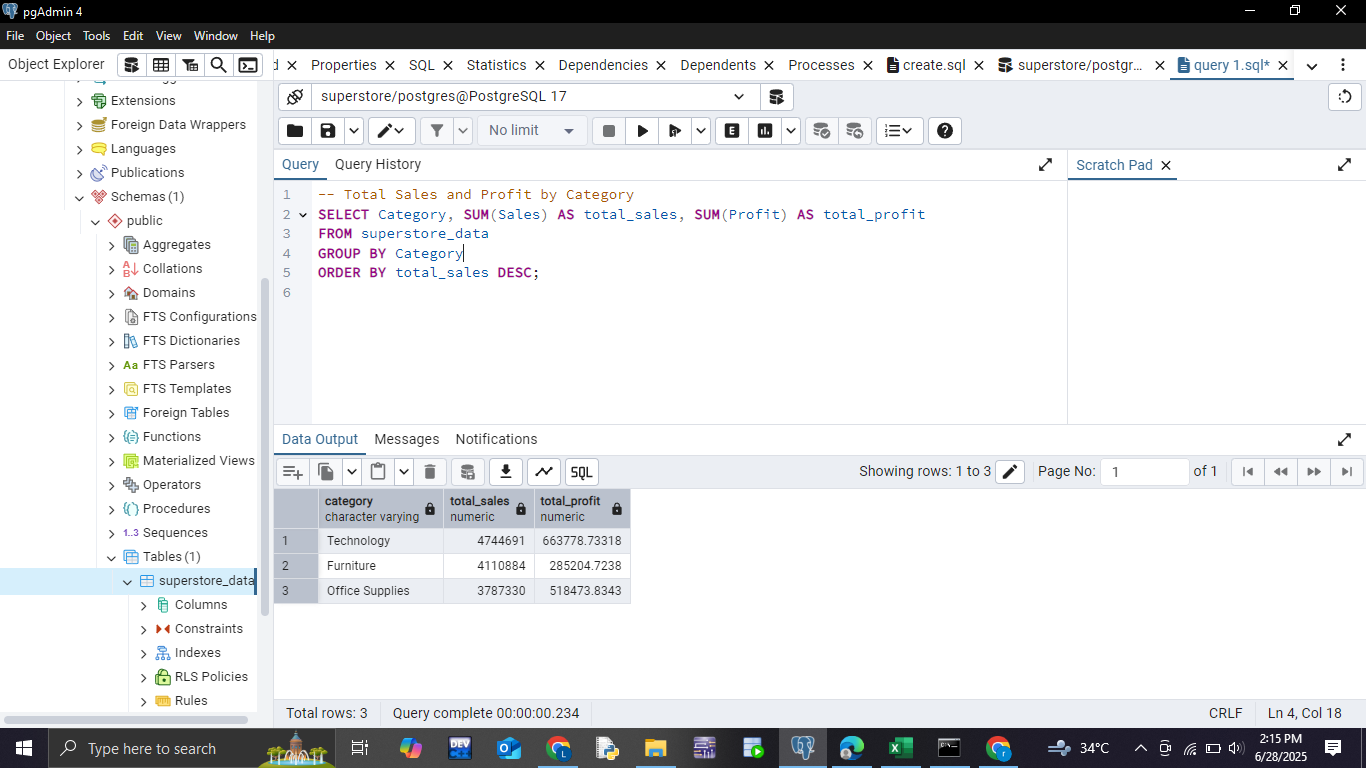 pgAdmin 4
File Object Tools Edit View Window Help
Object Explorer
Properties SQL Statistics Dependencies Dependents Processes create.sql superstore/postgr... query 1.sql*
superstore/postgres@PostgreSQL 17
No limit
E
Query Query History
Scratch Pad
1 -- Total Sales and Profit by Category
2 SELECT Category, SUM(Sales) AS total_sales, SUM(Profit) AS total_profit
3 FROM superstore_data
4 GROUP BY Category
5 ORDER BY total_sales DESC;
6
Extensions
Foreign Data Wrappers
Languages
Publications
Schemas (1)
public
Aggregates
Collations
Domains
FTS Configurations
FTS Dictionaries
Aa FTS Parsers
FTS Templates
Foreign Tables
Functions
Materialized Views
Operators
Procedures
1..3 Sequences
Tables (1)
superstore_data
Columns
Constraints
Indexes
RLS Policies
Rules
Data Output Messages Notifications
SQL
Showing rows: 1 to 3 Page No: 1 of 1
category total_sales total_profit
character varying numeric numeric
1 Technology 4744691 663778.73318
2 Furniture 4110884 285204.7238
3 Office Supplies 3787330 518473.8343
Total rows: 3 Query complete 00:00:00.234 CRLF Ln 4, Col 18
Type here to search
DEV
34°C
2:15 PM
6/28/2025